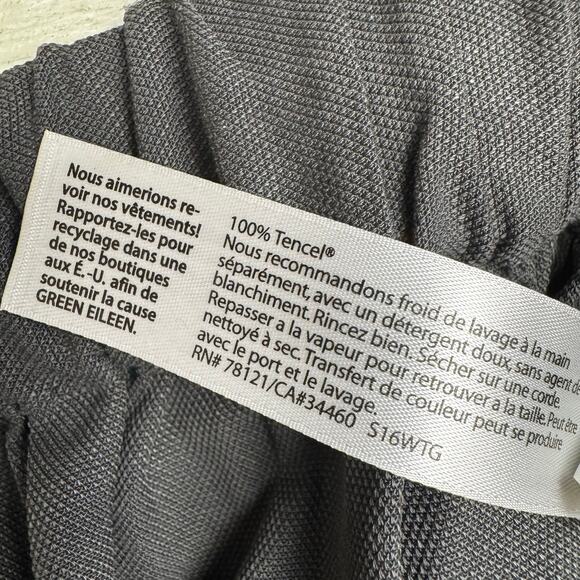 Nous aimerions re-
voir nos vêtements!
Rapportez-les pour
recyclage dans une
de nos boutiques
aux É.-U. afin de
soutenir la cause
GREEN EILEEN.
100% Tencel®
Nous recommandons froid de lavage à la main
séparément, avec un détergent doux, sans agent de
blanchiment. Rincez bien. Sécher sur une corde.
Repasser a la vapeur pour retrouver a la taille. Peut être
nettoyé à sec. Transfert de couleur peut se produire
avec le port et le lavage.
RN# 78121/CA#34460 S16WTG